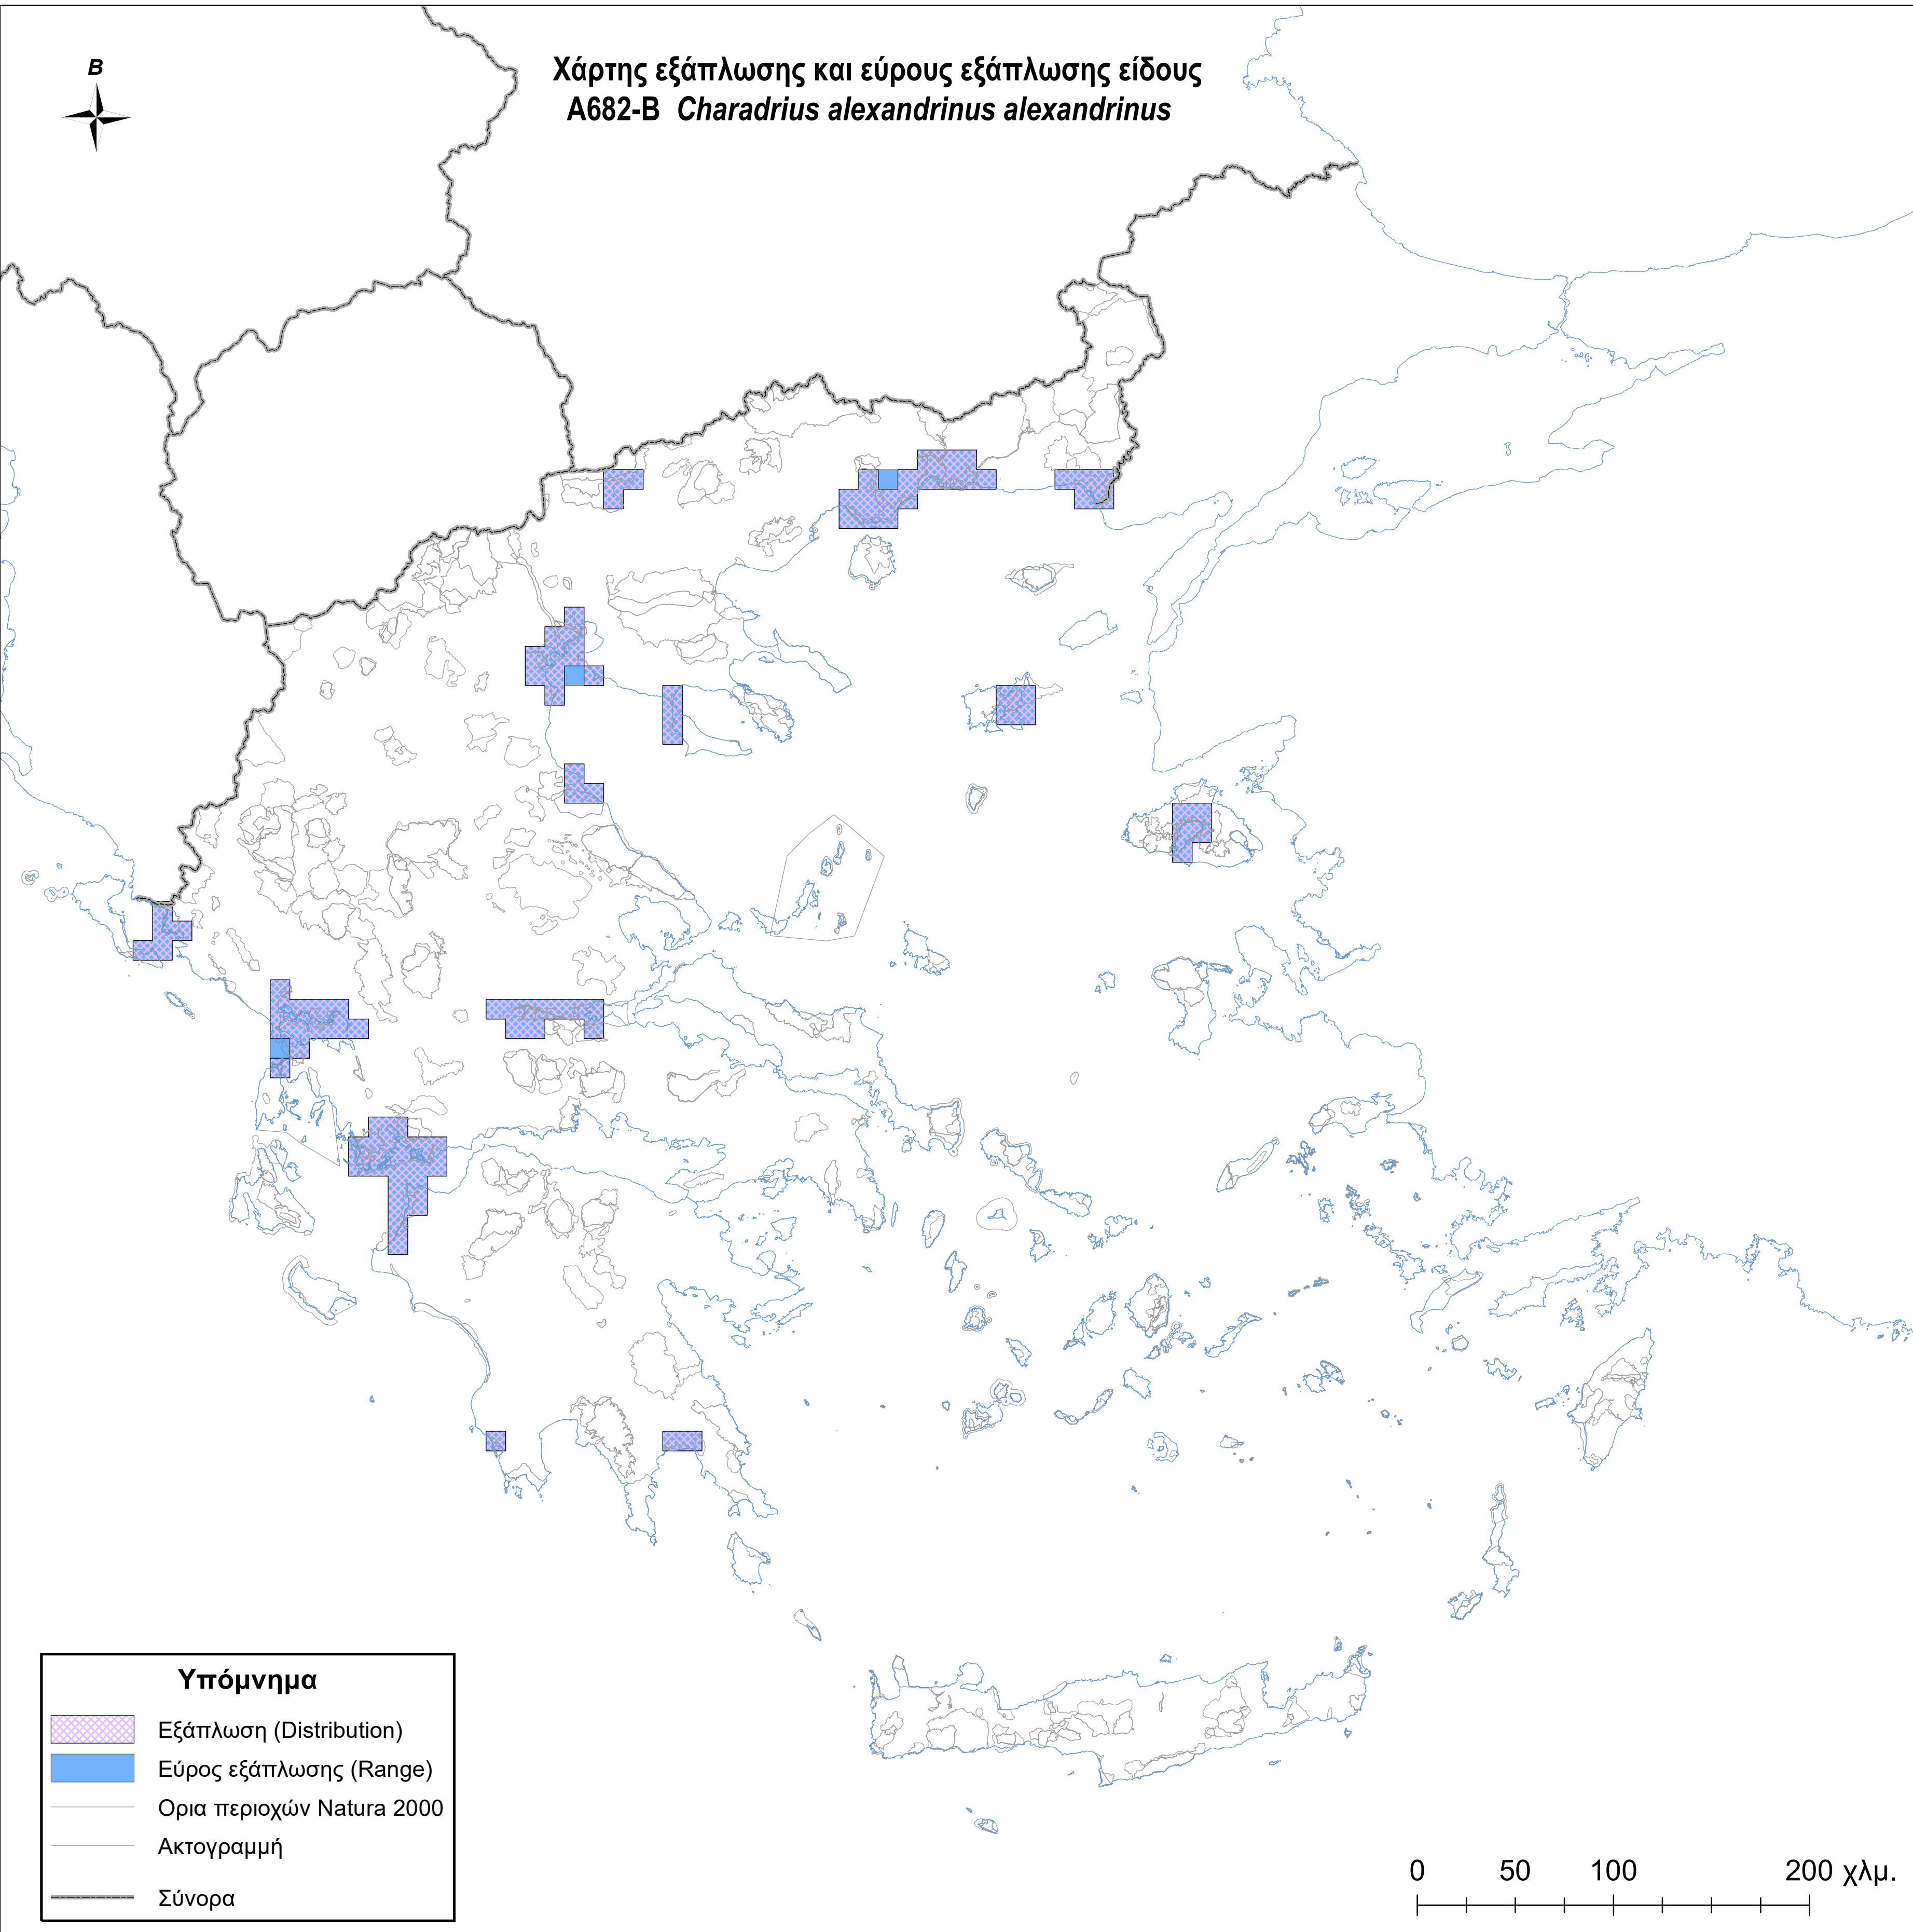 Χάρτης εξάπλωσης και εύρους εξάπλωσης είδους
A682-B Charadrius alexandrinus alexandrinus
Β
Υπόμνημα
Εξάπλωση (Distribution)
Εύρος εξάπλωσης (Range)
Ορια περιοχών Natura 2000
Ακτογραμμή
Σύνορα
0 50 100 200 χλμ.